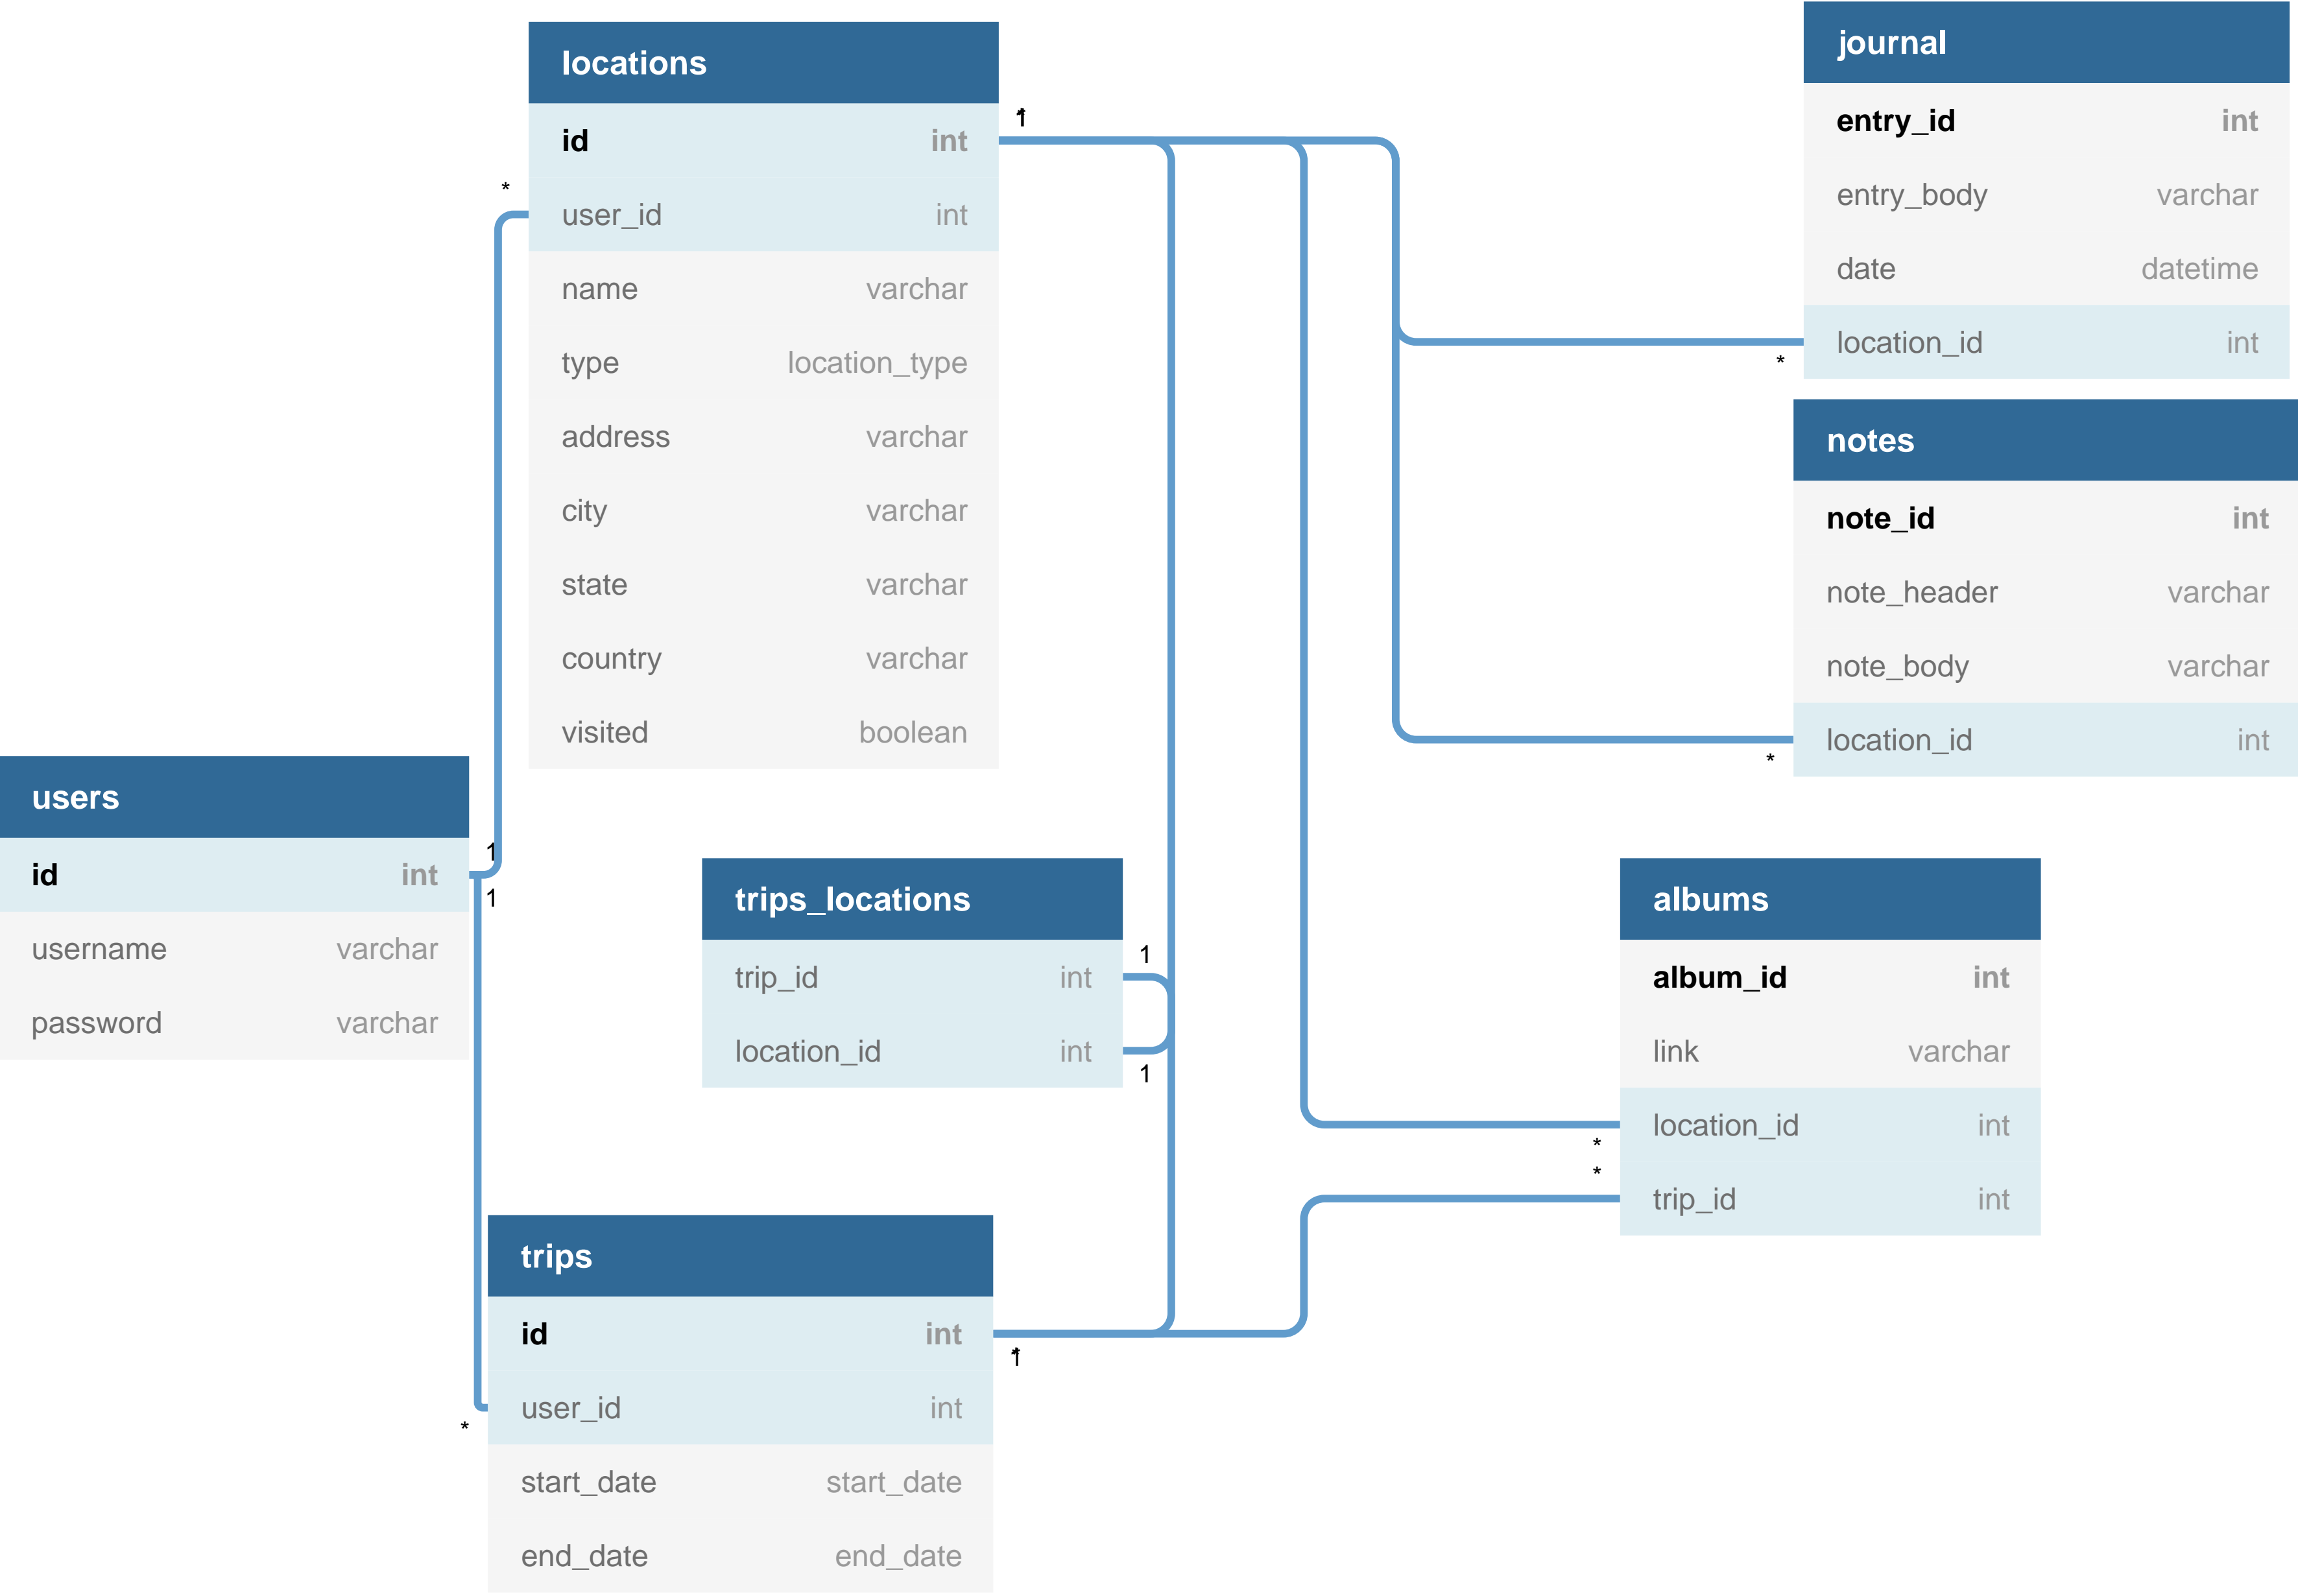 locations
id int
user_id int
name varchar
type location_type
address varchar
city varchar
state varchar
country varchar
visited boolean
1
*
journal
entry_id int
entry_body varchar
date datetime
location_id int
*
notes
note_id int
note_header varchar
note_body varchar
location_id int
*
users
id int
username varchar
password varchar
1
1
trips_locations
trip_id int
location_id int
1
1
albums
album_id int
link varchar
location_id int
trip_id int
*
*
trips
id int
user_id int
start_date start_date
end_date end_date
1
*